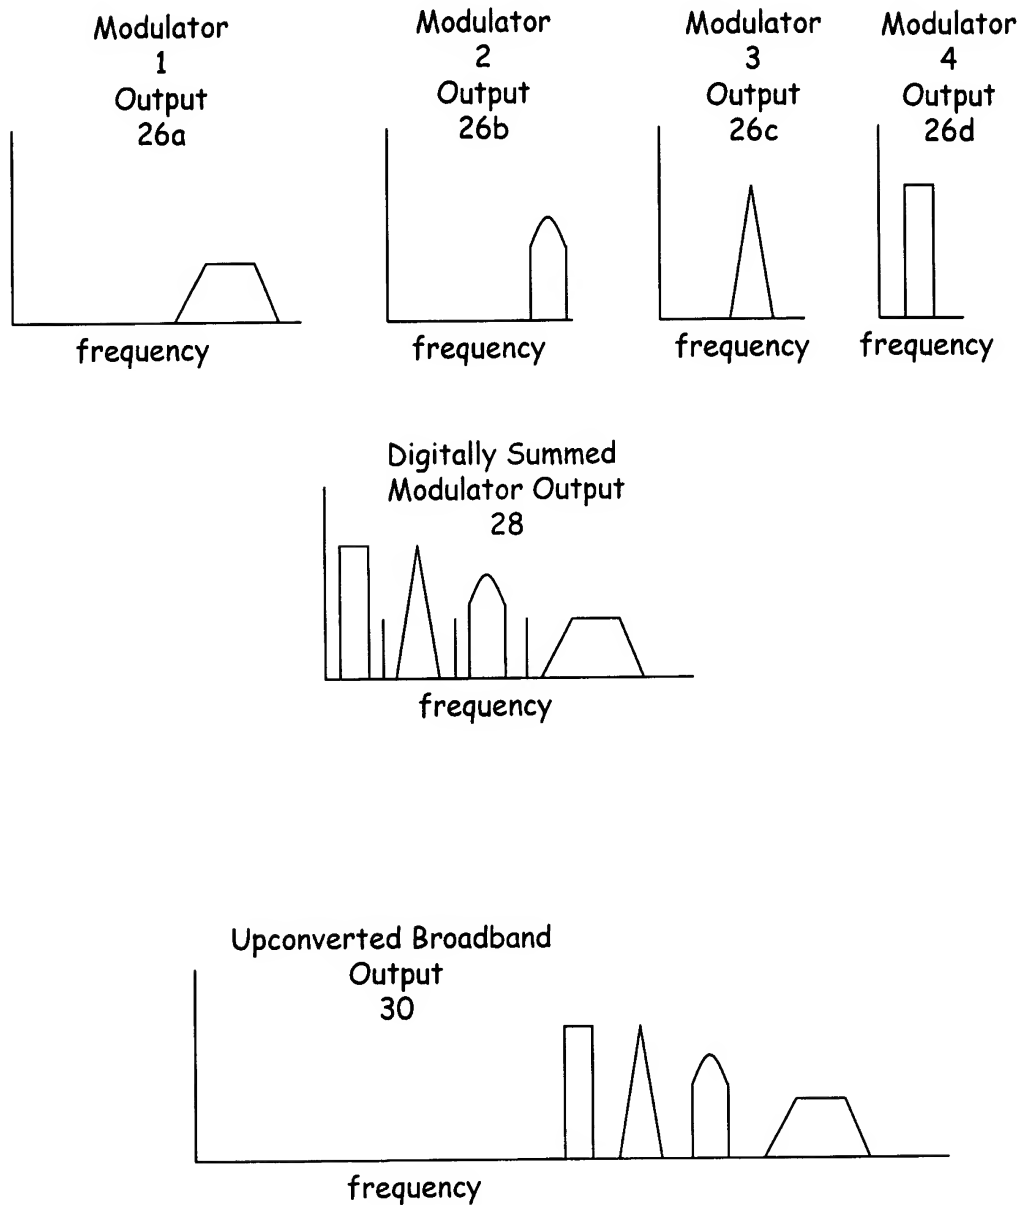 Modulator
1
Output
26a
frequency
Modulator
2
Output
26b
frequency
Modulator
3
Output
26c
frequency
Modulator
4
Output
26d
frequency
Digitally Summed
Modulator Output
28
frequency
Upconverted Broadband
Output
30
frequency